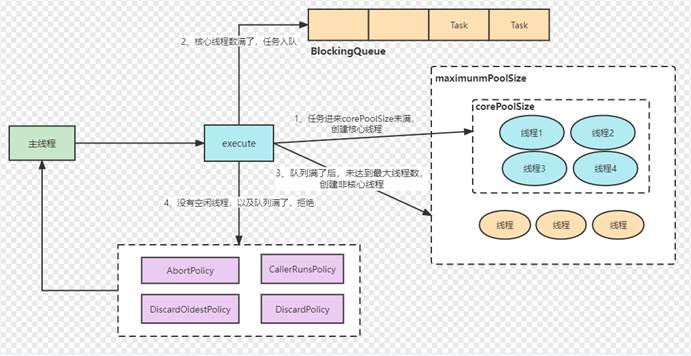 2、核心线程数满了，任务入队
Task
Task
BlockingQueue
maximunmPoolSize
corePoolSize
1、任务进来corePoolSize未满，
创建核心线程
线程1
线程2
线程3
线程4
主线程
execute
3、队列满了后，未达到最大线程数，
创建非核心线程
4、没有空闲线程，以及队列满了，拒绝
线程
线程
线程
AbortPolicy
CallerRunsPolicy
DiscardOldestPolicy
DiscardPolicy